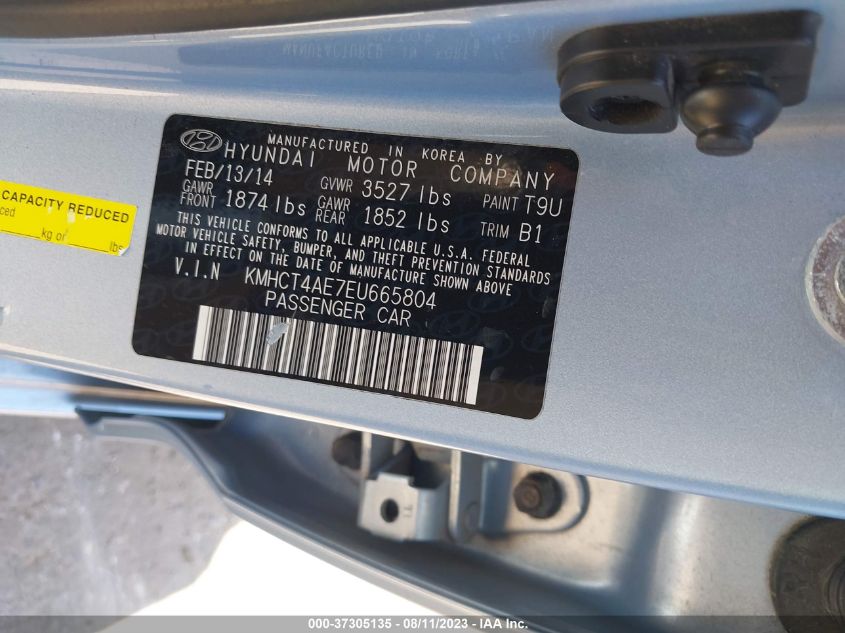 MANUFACTURED IN KOREA BY
HYUNDAI MOTOR COMPANY
FEB/13/14 GVWR 3527 lbs PAINT T9U
GAWR FRONT 1874 lbs GAWR REAR 1852 lbs TRIM B1
THIS VEHICLE CONFORMS TO ALL APPLICABLE U.S.A. FEDERAL
MOTOR VEHICLE SAFETY, BUMPER, AND THEFT PREVENTION STANDARDS
IN EFFECT ON THE DATE OF MANUFACTURE SHOWN ABOVE
V.I.N KMHCT4AE7EU665804
PASSENGER CAR
CAPACITY REDUCED
kg or lbs
000-37305135 - 08/11/2023 - IAA Inc.